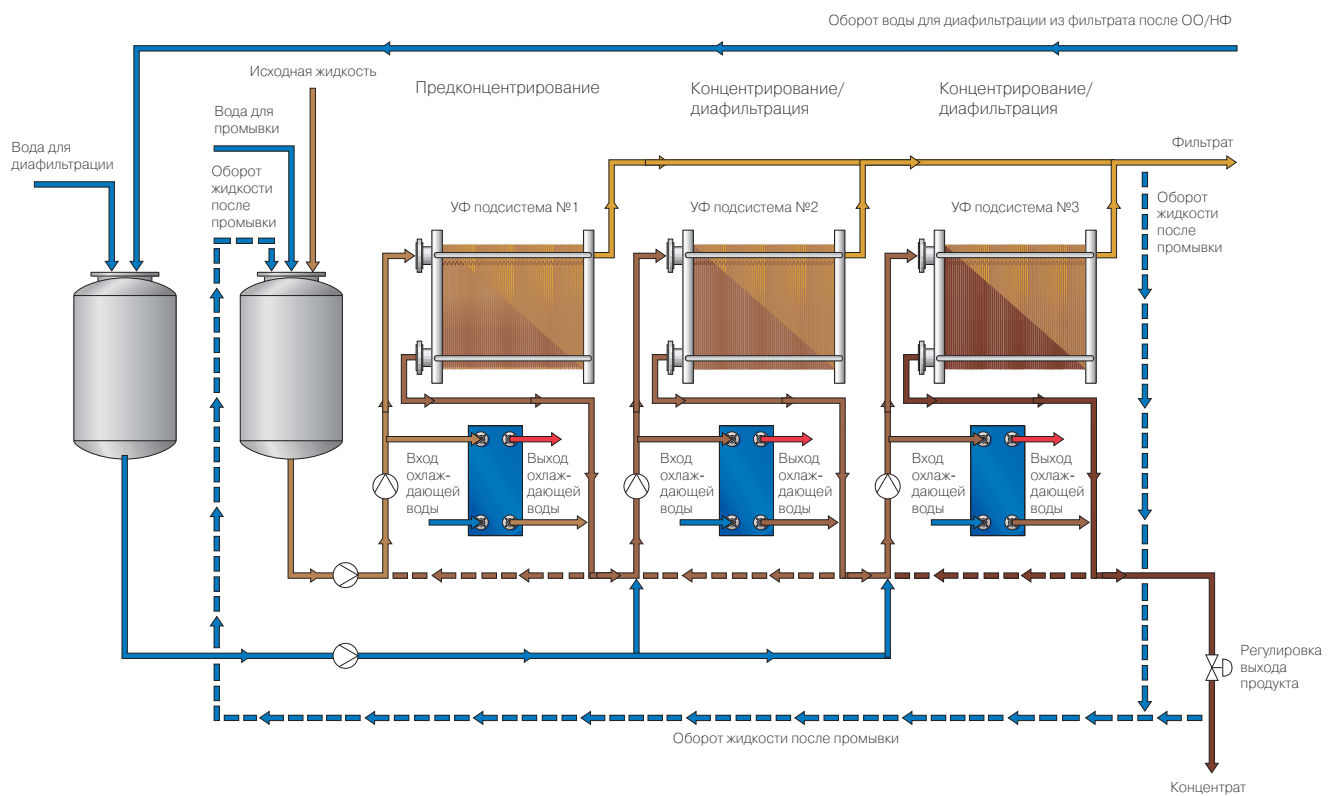 Оборот воды для диафильтрации из фильтрата после ОО/НФ
Исходная жидкость
Предконцентрирование
Концентрирование/
диафильтрация
Концентрирование/
диафильтрация
Вода для
промывки
Вода для
диафильтрации
Фильтрат
Оборот
жидкости
после
промывки
УФ подсистема №1
УФ подсистема №2
УФ подсистема №3
Оборот
жидкости
после
промывки
Вход
охлаж-
дающей
воды
Выход
охлаж-
дающей
воды
Вход
охлаж-
дающей
воды
Выход
охлаж-
дающей
воды
Вход
охлаж-
дающей
воды
Выход
охлаж-
дающей
воды
Регулировка
выхода
продукта
Оборот жидкости после промывки
Концентрат